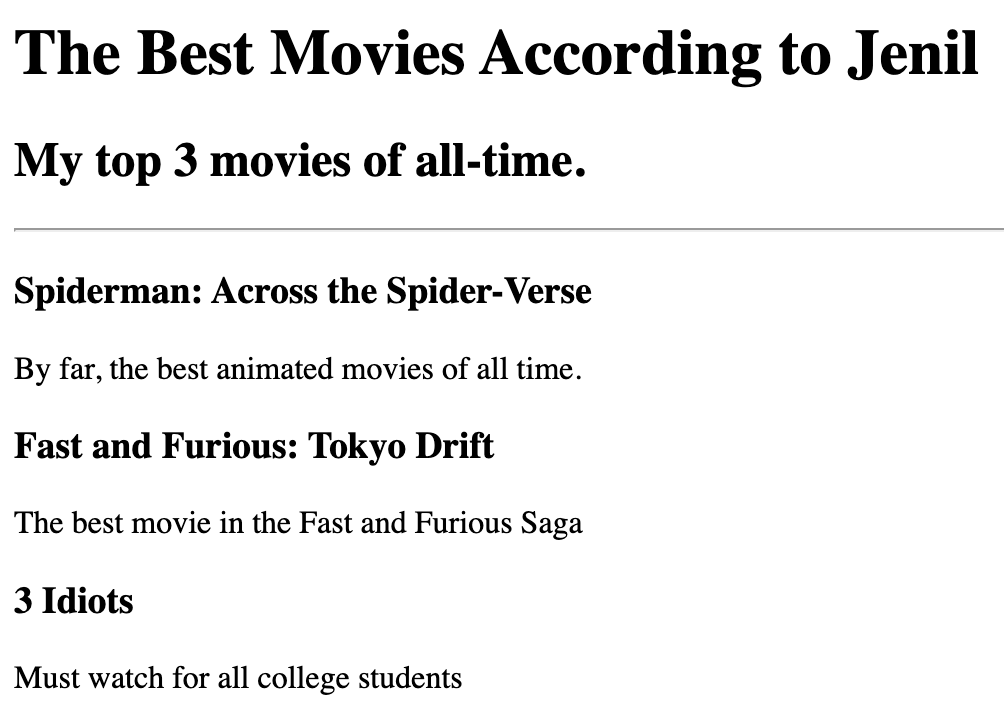 The Best Movies According to Jenil
My top 3 movies of all-time.
Spiderman: Across the Spider-Verse
By far, the best animated movies of all time.
Fast and Furious: Tokyo Drift
The best movie in the Fast and Furious Saga
3 Idiots
Must watch for all college students